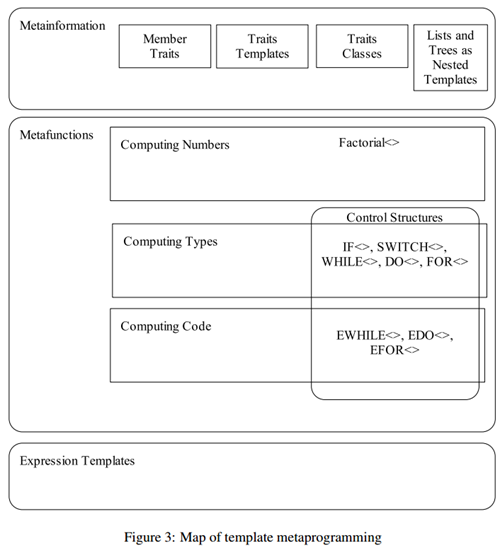 Metainformation
Member
Traits
Traits
Templates
Traits
Classes
Lists and
Trees as
Nested
Templates
Metafunctions
Computing Numbers
Factorial<>
Control Structures
Computing Types
IF<>, SWITCH<>,
WHILE<>, DO<>, FOR<>
Computing Code
EWHILE<>, EDO<>,
EFOR<>
Expression Templates
Figure 3: Map of template metaprogramming